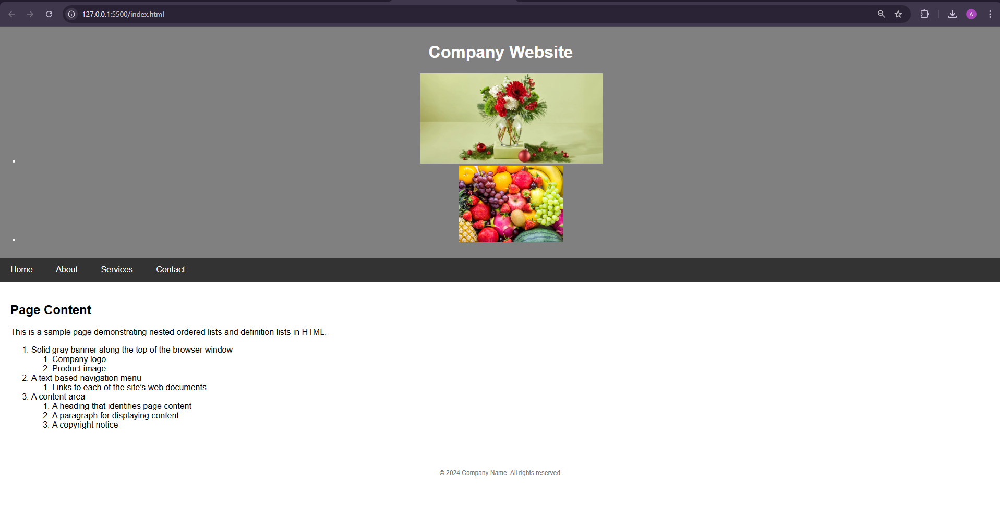 127.0.0.1:5500/index.html
A
Company Website
Home About Services Contact
Page Content
This is a sample page demonstrating nested ordered lists and definition lists in HTML.
1. Solid gray banner along the top of the browser window
1. Company logo
2. Product image
2. A text-based navigation menu
1. Links to each of the site’s web documents
3. A content area
1. A heading that identifies page content
2. A paragraph for displaying content
3. A copyright notice
© 2024 Company Name. All rights reserved.